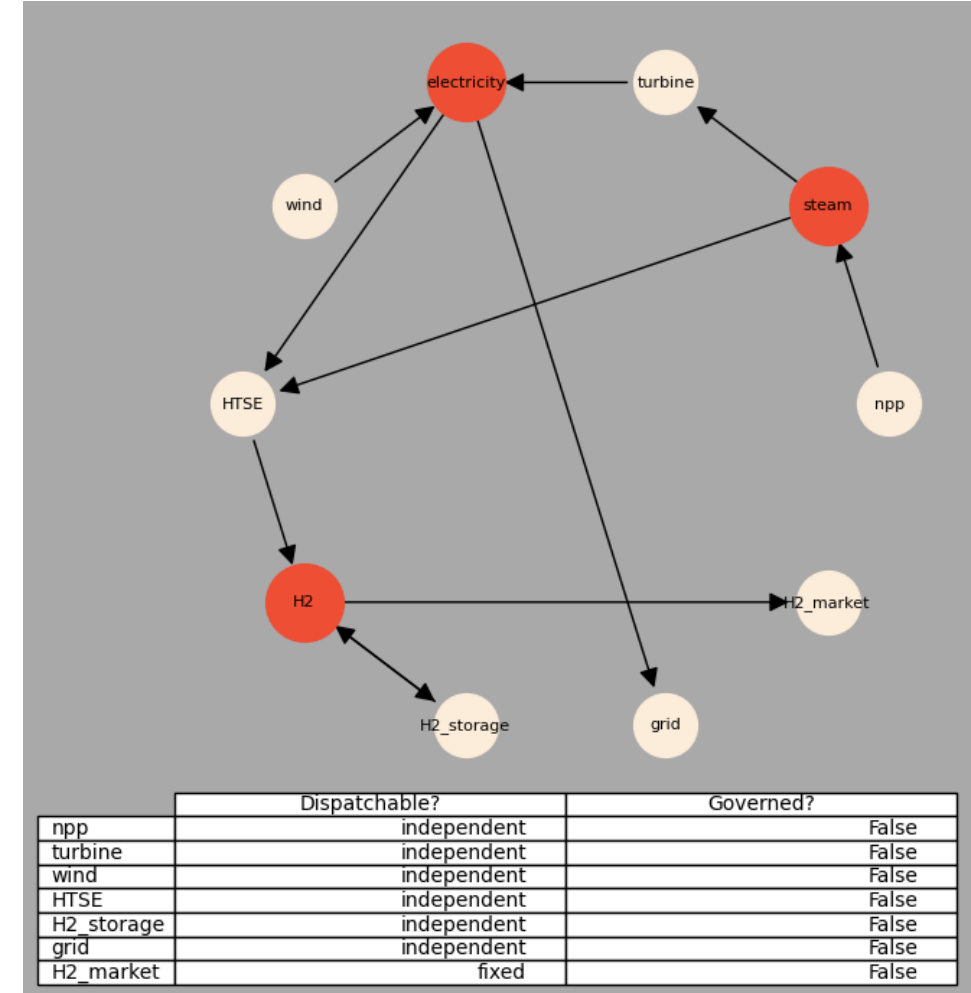 electricity
turbine
wind
steam
HTSE
npp
H2
H2_market
H2_storage
grid
Dispatchable? Governed?
npp independent False
turbine independent False
wind independent False
HTSE independent False
H2_storage independent False
grid independent False
H2_market fixed False